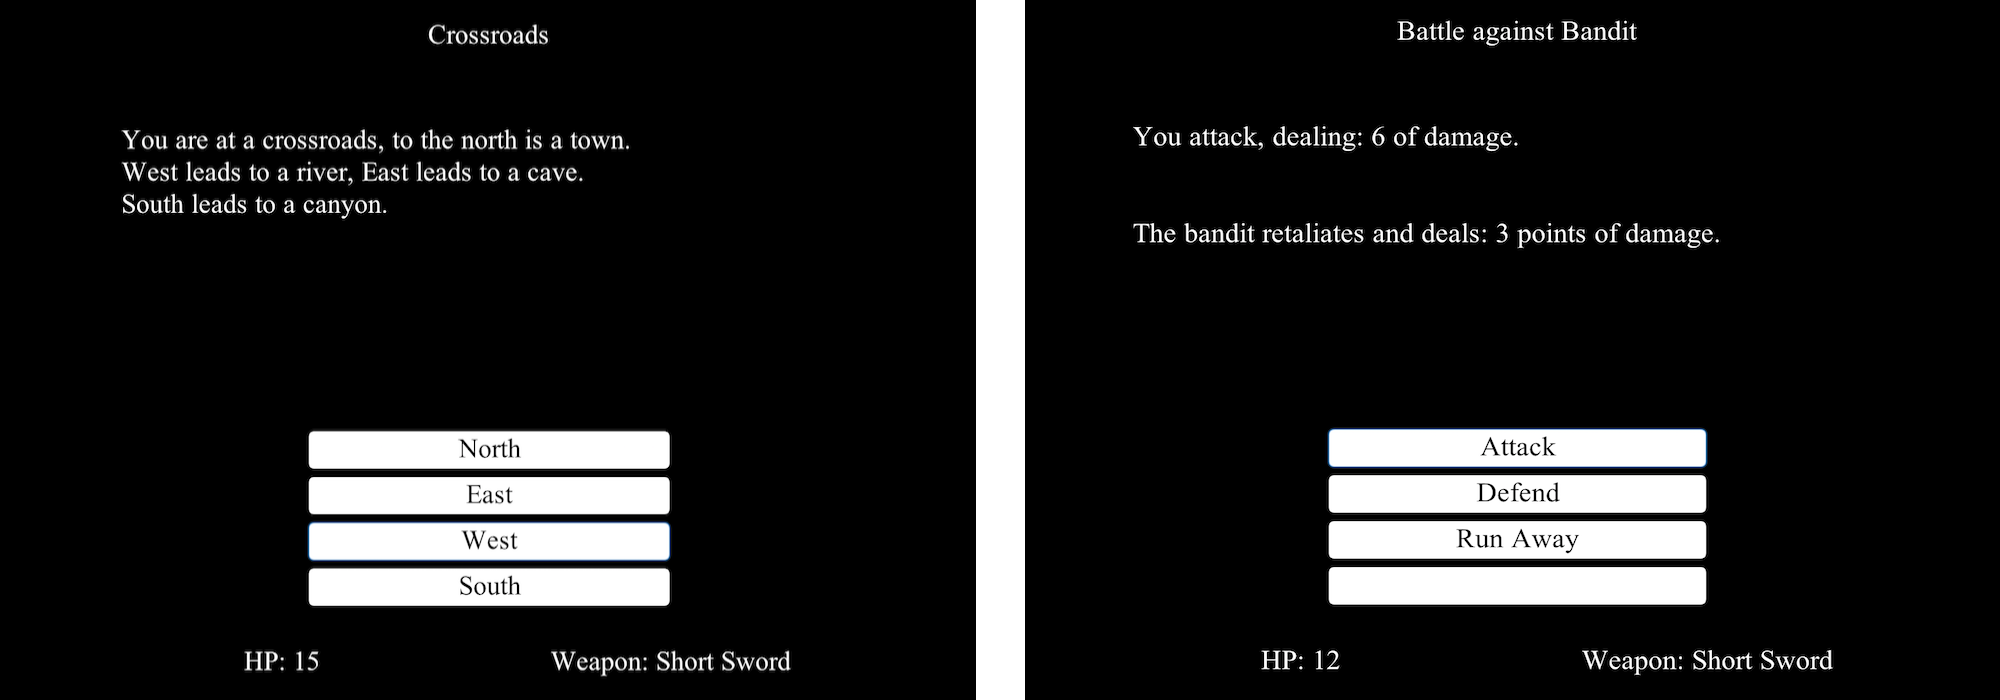 Crossroads
You are at a crossroads, to the north is a town.
West leads to a river, East leads to a cave.
South leads to a canyon.
North
East
West
South
HP: 15
Weapon: Short Sword
Battle against Bandit
You attack, dealing: 6 of damage.
The bandit retaliates and deals: 3 points of damage.
Attack
Defend
Run Away
HP: 12
Weapon: Short Sword